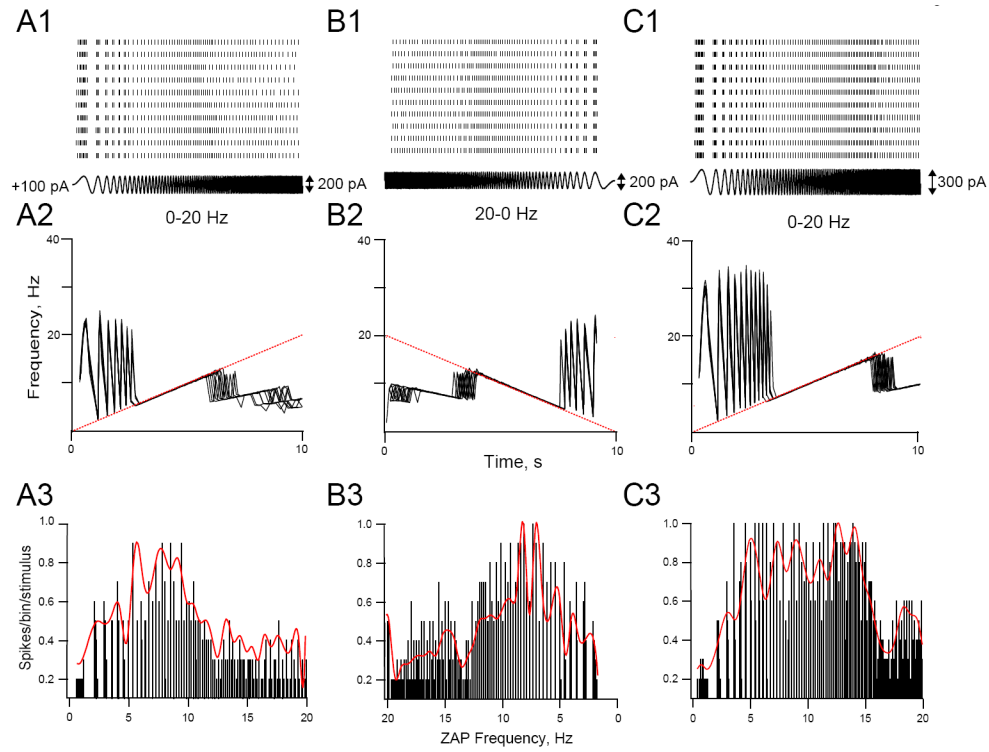 A1 B1 C1
+100 pA 200 pA 200 pA 300 pA
A2 0-20 Hz B2 20-0 Hz C2 0-20 Hz
40 40 40
20 20 20
Frequency, Hz
0 10 0 10 0 10
Time, s
A3 B3 C3
1.0 1.0 1.0
0.8 0.8 0.8
0.6 0.6 0.6
0.4 0.4 0.4
0.2 0.2 0.2
Spikes/bin/stimulus
0 5 10 15 20 20 15 10 5 0 0 5 10 15 20
ZAP Frequency, Hz